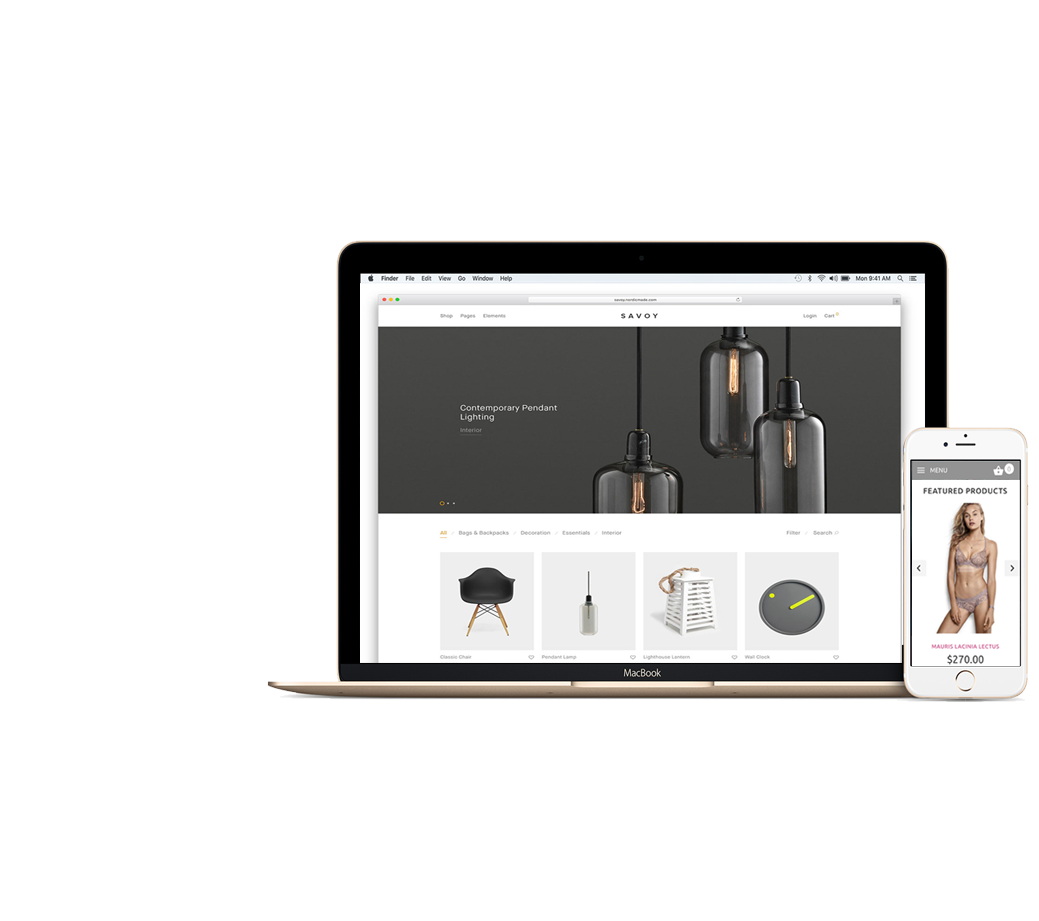 Finder File Edit View Go Window Help Mon 9:41 AM
savoy.nordicmade.com
Shop Pages Elements SAVOY Login Cart 0
Contemporary Pendant
Lighting
Interior
All / Bags & Backpacks / Decoration / Essentials / Interior Filter / Search
Classic Chair Pendant Lamp Lighthouse Lantern Wall Clock
MacBook
MENU 0
FEATURED PRODUCTS
MAURIS LACINIA LECTUS
$270.00